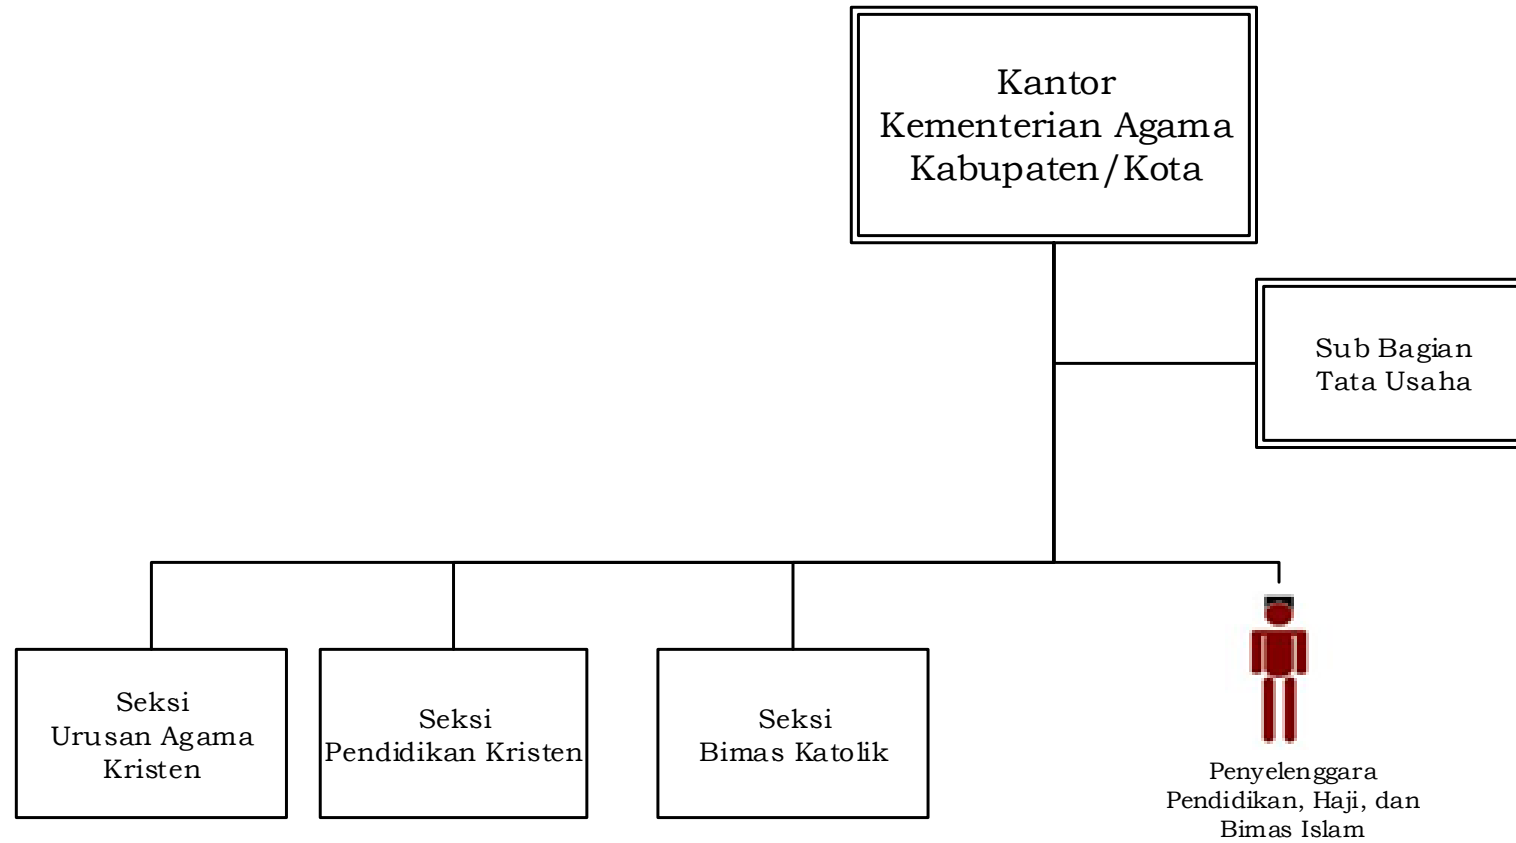 Kantor
Kementerian Agama
Kabupaten/Kota
Sub Bagian
Tata Usaha
Seksi
Urusan Agama
Kristen
Seksi
Pendidikan Kristen
Seksi
Bimas Katolik
Penyelenggara
Pendidikan, Haji, dan
Bimas Islam